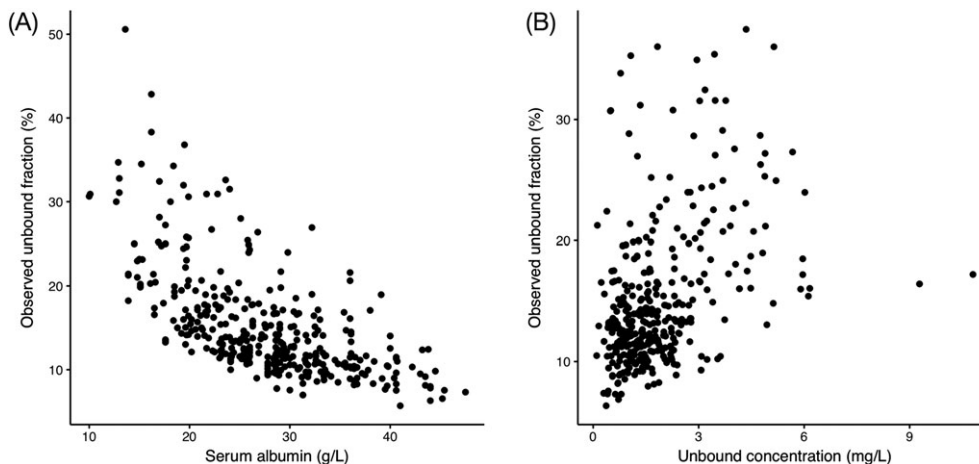 (A)
Observed unbound fraction (%)
50
40
30
20
10
10 20 30 40
Serum albumin (g/L)
(B)
Observed unbound fraction (%)
30
20
10
0 3 6 9
Unbound concentration (mg/L)